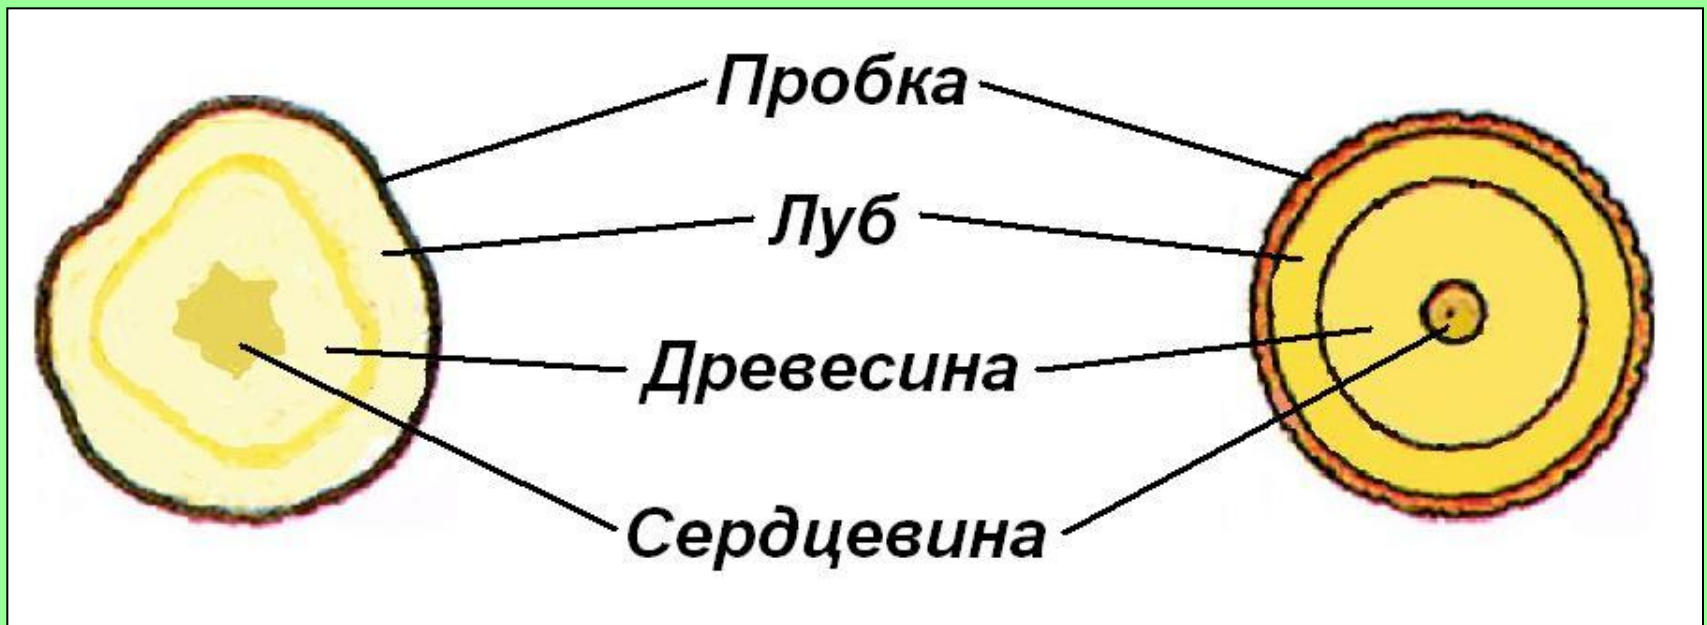 Пробка
Луб
Древесина
Сердцевина